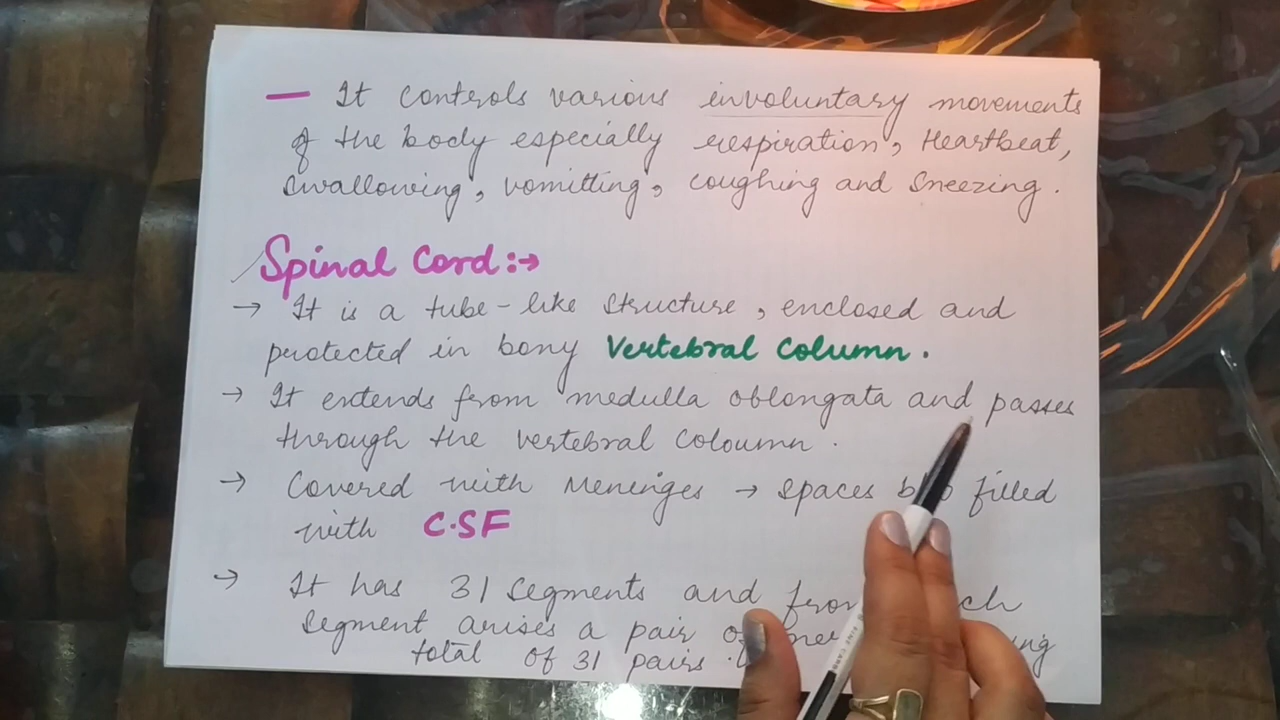 — It controls various involuntary movements
of the body especially respiration, Heartbeat,
swallowing, vomitting, coughing and Sneezing.
Spinal Cord:→
→ It is a tube-like structure, enclosed and
protected in bony Vertebral Column.
→ It extends from medulla oblongata and passes
through the vertebral coloumn.
→ Covered with Meninges → spaces filled
with C.SF
→ It has 31 segments and
segment arises a pair of
total of 31 pairs.